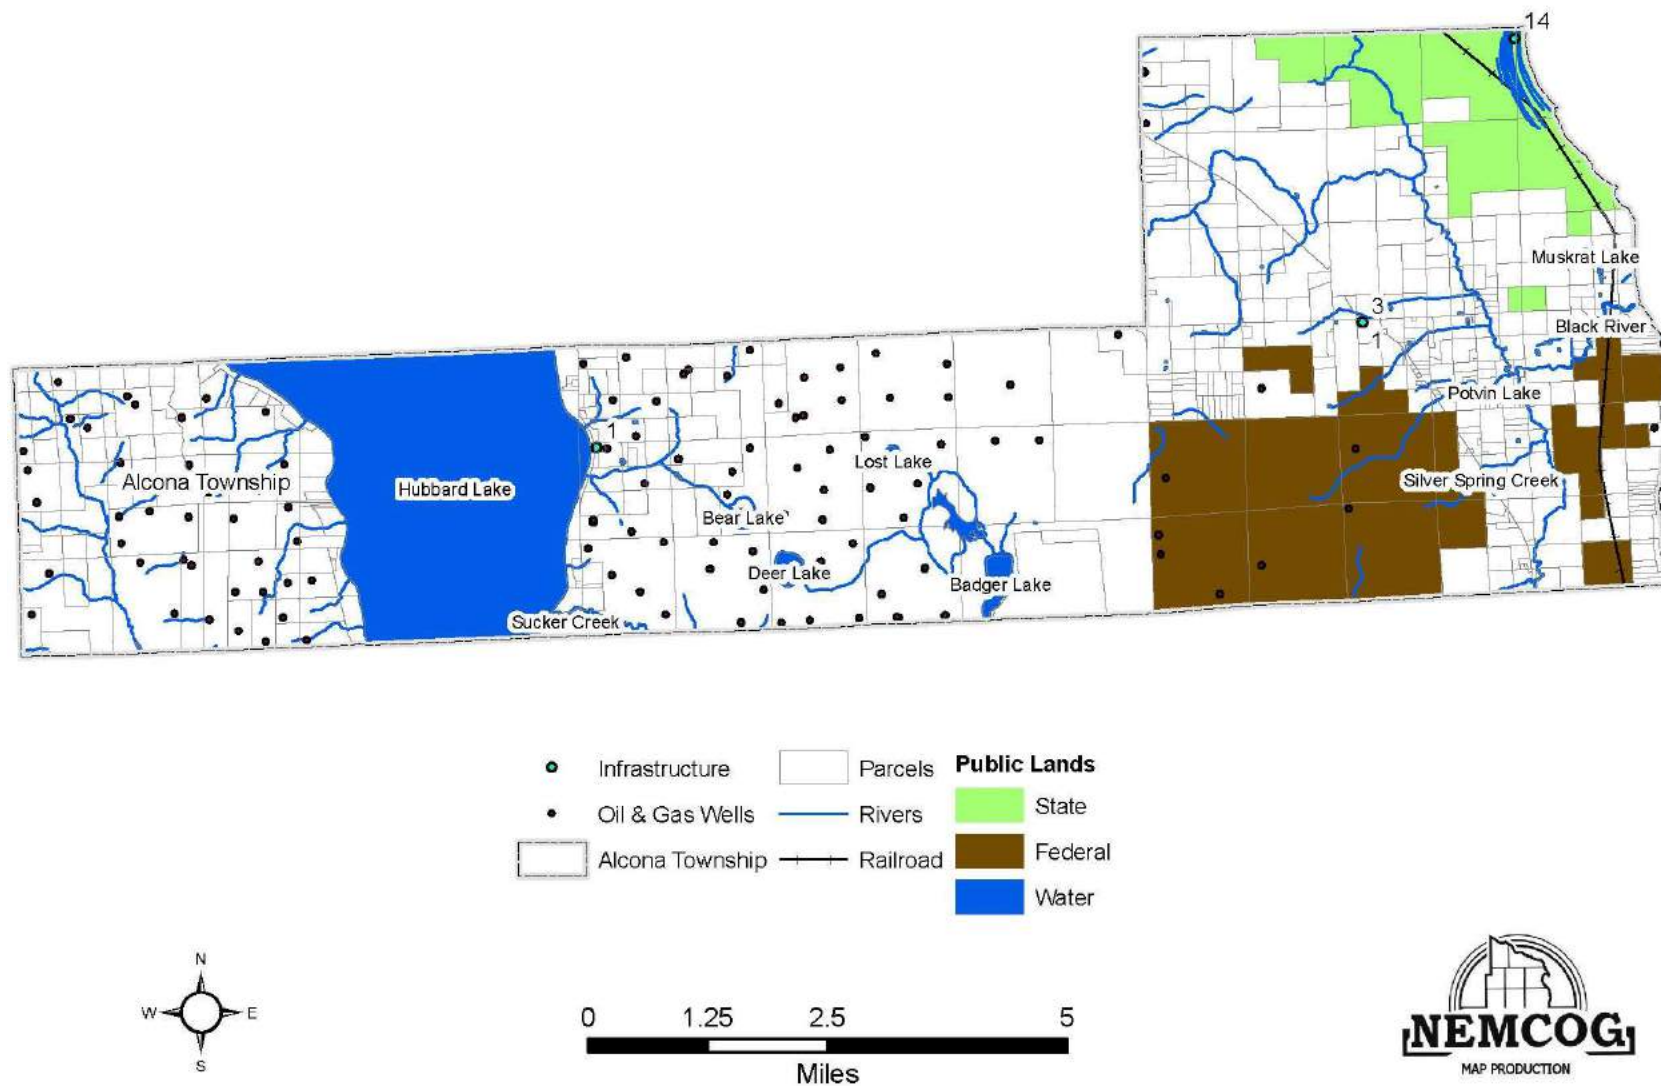 14
Muskrat Lake
3
Black River
1
Potvin Lake
1
Lost Lake
Silver Spring Creek
Alcona Township
Hubbard Lake
Bear Lake
Deer Lake
Badger Lake
Sucker Creek
Infrastructure
Parcels
Public Lands
Oil & Gas Wells
Rivers
State
Alcona Township
Railroad
Federal
Water
N
W
E
S
0
1.25
2.5
5
Miles
NEMCOG
MAP PRODUCTION